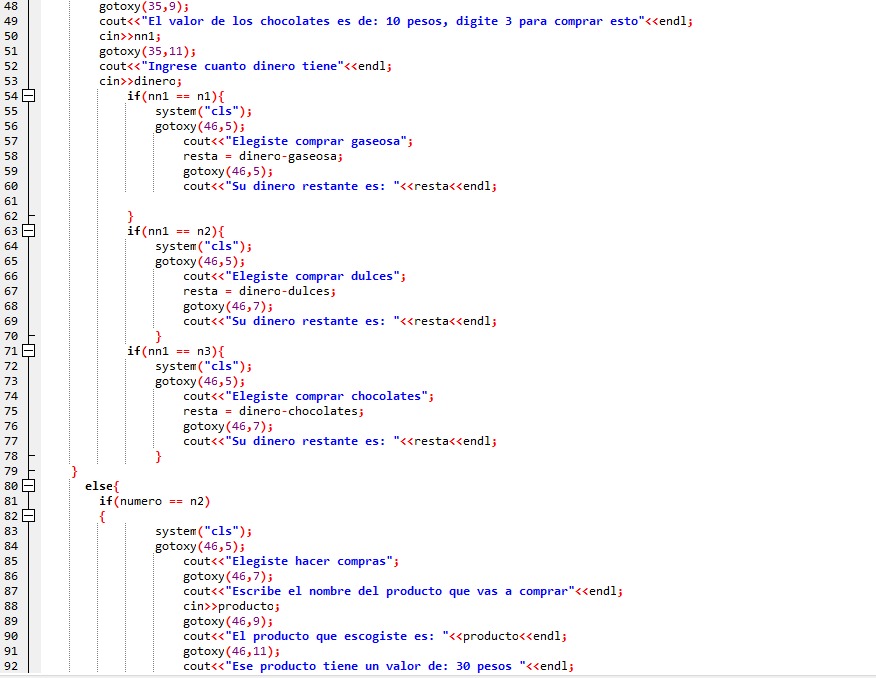 48 gotoxy(35,9);
49 cout<<"El valor de los chocolates es de: 10 pesos, digite 3 para comprar esto"<<endl;
50 cin>>nn1;
51 gotoxy(35,11);
52 cout<<"Ingrese cuanto dinero tiene"<<endl;
53 cin>>dinero;
54 if(nn1 == n1){
55 system("cls");
56 gotoxy(46,5);
57 cout<<"Elegiste comprar gaseosa";
58 resta = dinero-gaseosa;
59 gotoxy(46,5);
60 cout<<"Su dinero restante es: "<<resta<<endl;
61
62 }
63 if(nn1 == n2){
64 system("cls");
65 gotoxy(46,5);
66 cout<<"Elegiste comprar dulces";
67 resta = dinero-dulces;
68 gotoxy(46,7);
69 cout<<"Su dinero restante es: "<<resta<<endl;
70 }
71 if(nn1 == n3){
72 system("cls");
73 gotoxy(46,5);
74 cout<<"Elegiste comprar chocolates";
75 resta = dinero-chocolates;
76 gotoxy(46,7);
77 cout<<"Su dinero restante es: "<<resta<<endl;
78 }
79 }
80 else{
81 if(numero == n2)
82 {
83 system("cls");
84 gotoxy(46,5);
85 cout<<"Elegiste hacer compras";
86 gotoxy(46,7);
87 cout<<"Escribe el nombre del producto que vas a comprar"<<endl;
88 cin>>producto;
89 gotoxy(46,9);
90 cout<<"El producto que escogiste es: "<<producto<<endl;
91 gotoxy(46,11);
92 cout<<"Ese producto tiene un valor de: 30 pesos "<<endl;